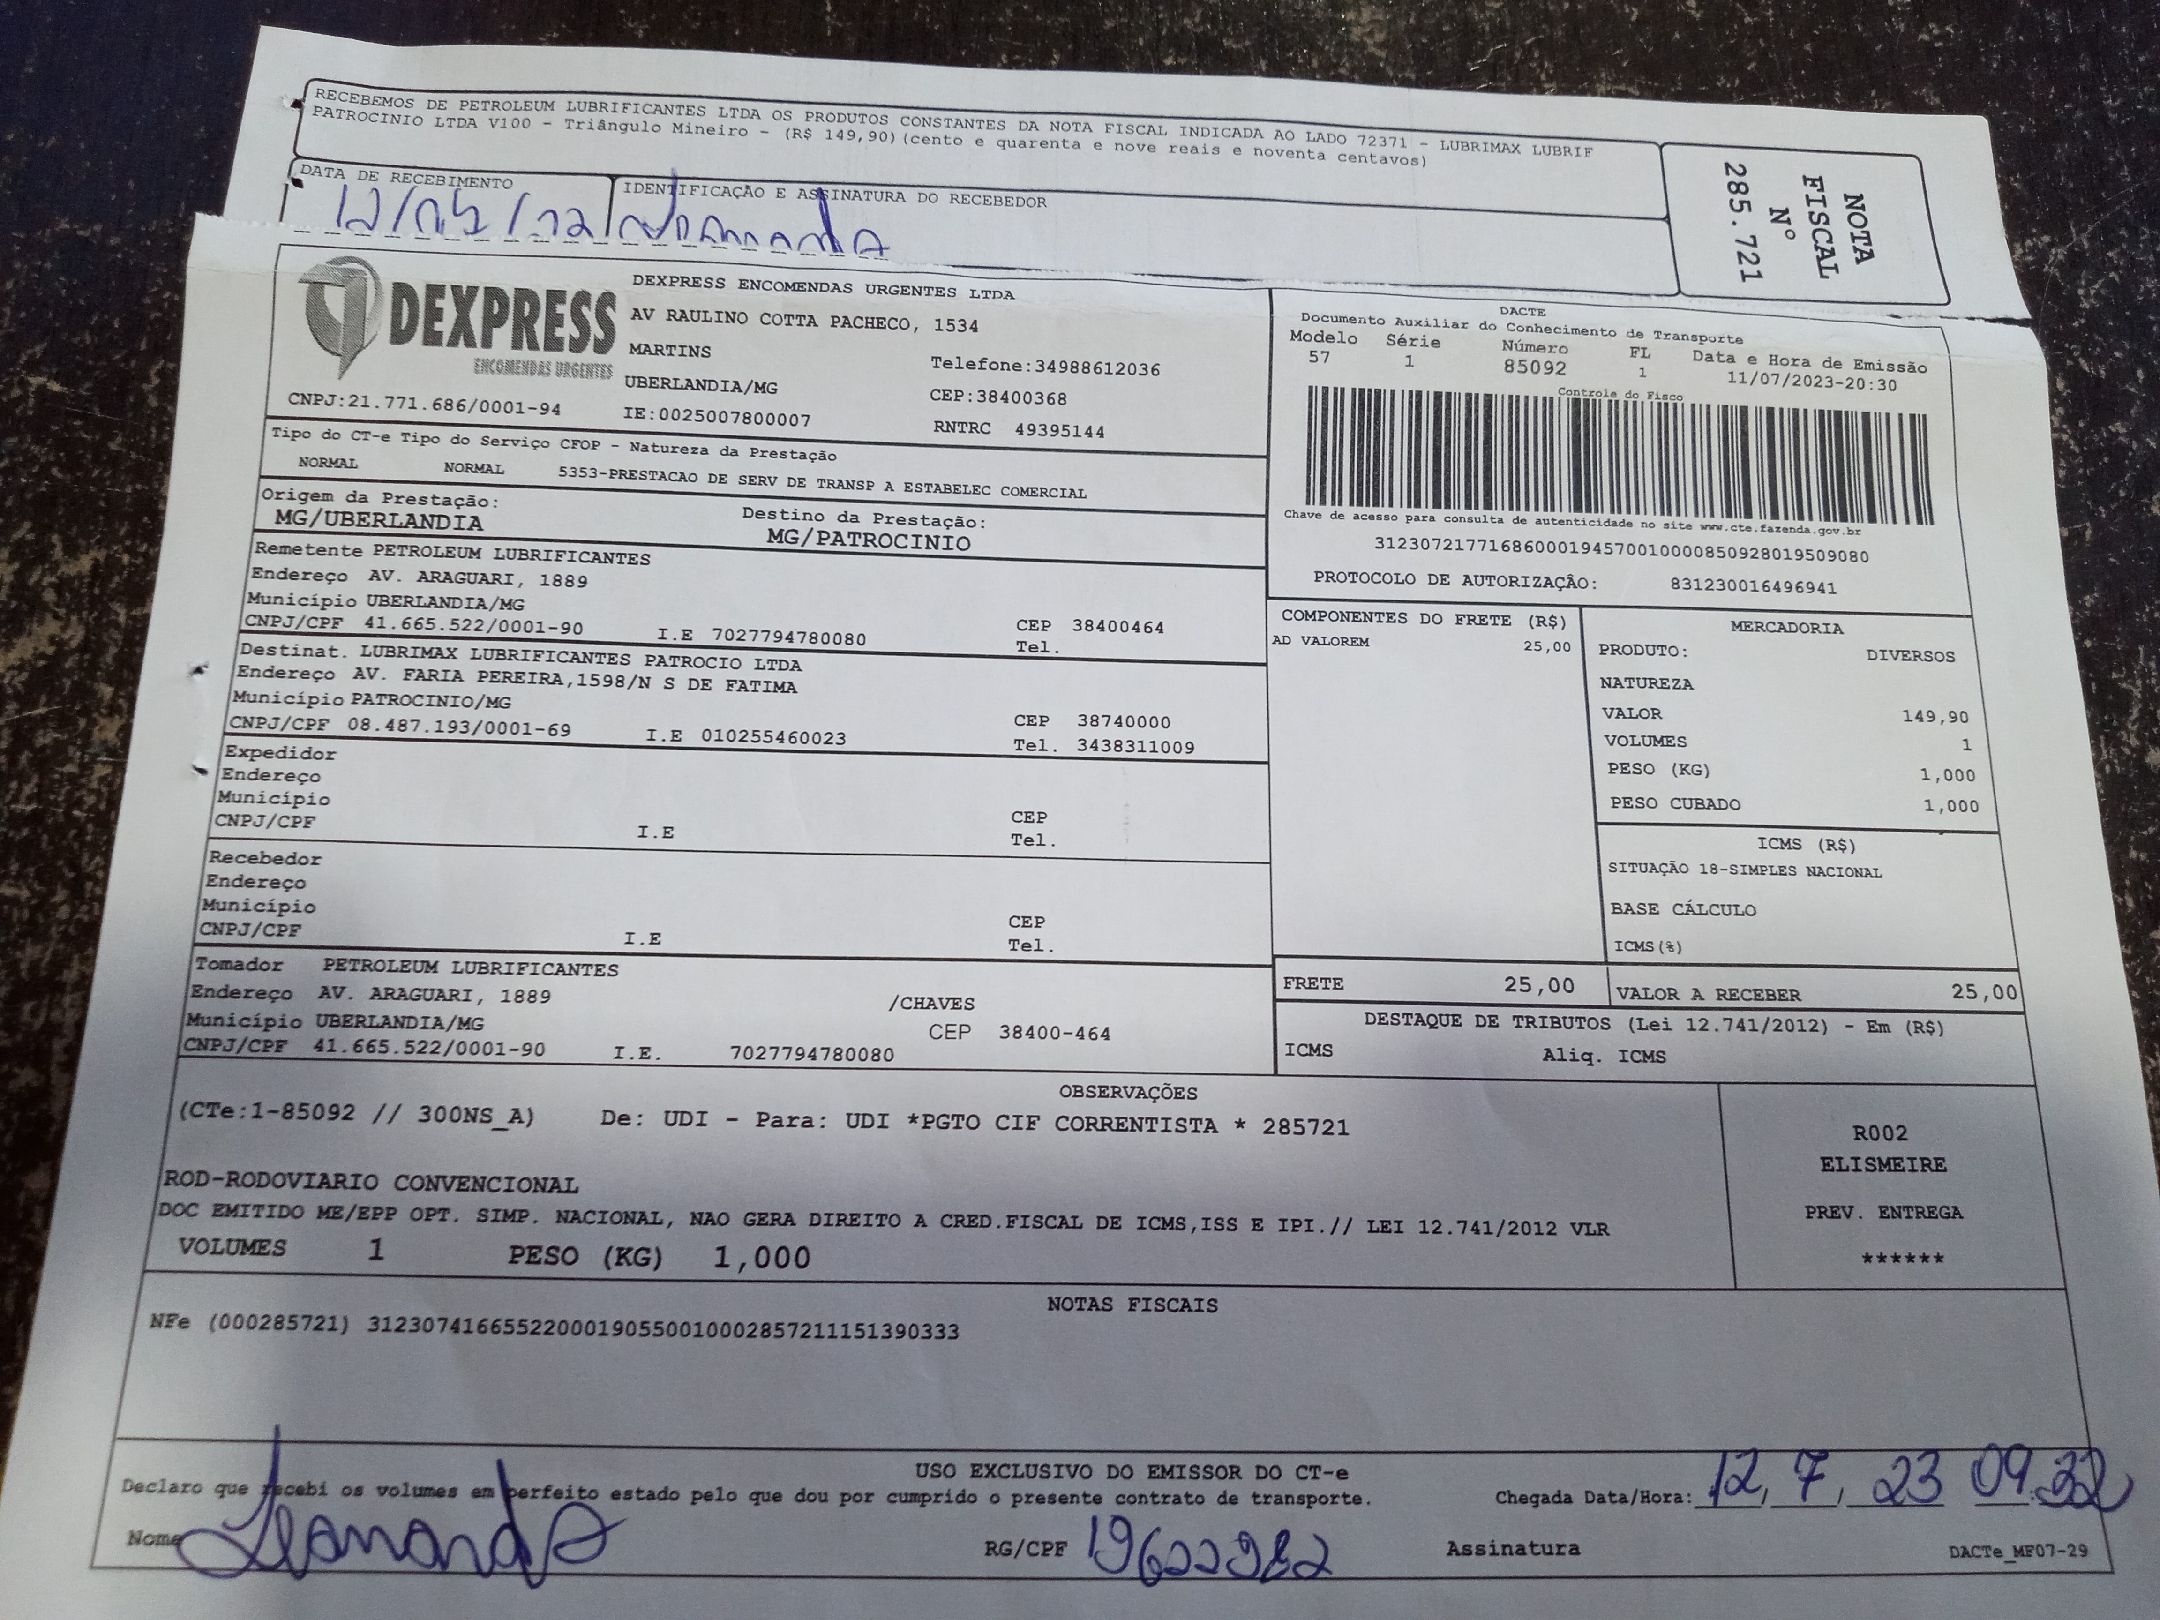 RECEBEMOS DE PETROLEUM LUBRIFICANTES LTDA OS PRODUTOS CONSTANTES DA NOTA FISCAL INDICADA AO LADO 72371 - LUBRIMAX LUBRIF
PATROCINIO LTDA V100 - Triângulo Mineiro - (R$ 149,90)(cento e quarenta e nove reais e noventa centavos)
NOTA
FISCAL
Nº
285.721
DATA DE RECEBIMENTO
IDENTIFICAÇÃO E ASSINATURA DO RECEBEDOR
DEXPRESS
ENCOMENDAS URGENTES
CNPJ:21.771.686/0001-94
DEXPRESS ENCOMENDAS URGENTES LTDA
AV RAULINO COTTA PACHECO, 1534
MARTINS
Telefone:34988612036
UBERLANDIA/MG
CEP:38400368
IE:0025007800007
RNTRC 49395144
DACTE
Documento Auxiliar do Conhecimento de Transporte
Modelo Série Número FL Data e Hora de Emissão
57 1 85092 1 11/07/2023-20:30
Controle do Fisco
Chave de acesso para consulta de autenticidade no site www.cte.fazenda.gov.br
31230721771686000194570010000850928019509080
PROTOCOLO DE AUTORIZAÇÃO: 831230016496941
Tipo do CT-e Tipo do Serviço CFOP - Natureza da Prestação
NORMAL NORMAL 5353-PRESTACAO DE SERV DE TRANSP A ESTABELEC COMERCIAL
Origem da Prestação: Destino da Prestação:
MG/UBERLANDIA MG/PATROCINIO
Remetente PETROLEUM LUBRIFICANTES
Endereço AV. ARAGUARI, 1889
Município UBERLANDIA/MG CEP 38400464
CNPJ/CPF 41.665.522/0001-90 I.E 7027794780080 Tel.
Destinat. LUBRIMAX LUBRIFICANTES PATROCIO LTDA
Endereço AV. FARIA PEREIRA,1598/N S DE FATIMA
Município PATROCINIO/MG CEP 38740000
CNPJ/CPF 08.487.193/0001-69 I.E 010255460023 Tel. 3438311009
Expedidor
Endereço
Município CEP
CNPJ/CPF I.E Tel.
Recebedor
Endereço
Município CEP
CNPJ/CPF I.E Tel.
Tomador PETROLEUM LUBRIFICANTES
Endereço AV. ARAGUARI, 1889 /CHAVES
Município UBERLANDIA/MG CEP 38400-464
CNPJ/CPF 41.665.522/0001-90 I.E. 7027794780080
COMPONENTES DO FRETE (R$)
AD VALOREM 25,00
MERCADORIA
PRODUTO: DIVERSOS
NATUREZA
VALOR 149,90
VOLUMES 1
PESO (KG) 1,000
PESO CUBADO 1,000
ICMS (R$)
SITUAÇÃO 18-SIMPLES NACIONAL
BASE CÁLCULO
ICMS(%)
FRETE 25,00 VALOR A RECEBER 25,00
DESTAQUE DE TRIBUTOS (Lei 12.741/2012) - Em (R$)
ICMS Aliq. ICMS
OBSERVAÇÕES
(CTe:1-85092 // 300NS_A) De: UDI - Para: UDI *PGTO CIF CORRENTISTA * 285721
ROD-RODOVIARIO CONVENCIONAL
DOC EMITIDO ME/EPP OPT. SIMP. NACIONAL, NAO GERA DIREITO A CRED.FISCAL DE ICMS,ISS E IPI.// LEI 12.741/2012 VLR
VOLUMES 1 PESO (KG) 1,000
R002
ELISMEIRE
PREV. ENTREGA
******
NOTAS FISCAIS
NFe (000285721) 31230741665522000190550010002857211151390333
USO EXCLUSIVO DO EMISSOR DO CT-e
Declaro que recebi os volumes em perfeito estado pelo que dou por cumprido o presente contrato de transporte.
Chegada Data/Hora: 12, 7, 23 09.32
Nome RG/CPF Assinatura
DACTe_MF07-29